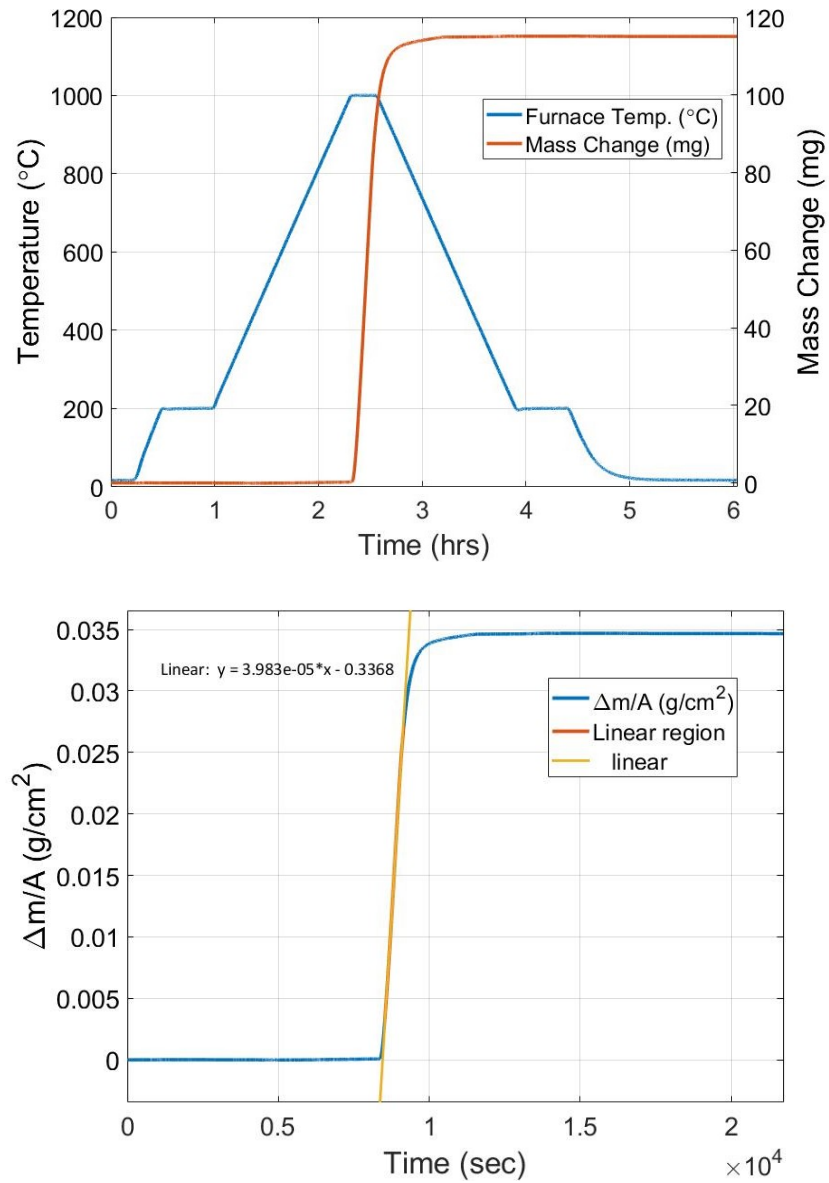 1200
1000
800
600
400
200
0
120
100
80
60
40
20
0
Temperature (°C)
Mass Change (mg)
Furnace Temp. (°C)
Mass Change (mg)
0 1 2 3 4 5 6
Time (hrs)
0.035
0.03
0.025
0.02
0.015
0.01
0.005
0
Δm/A (g/cm²)
Linear: y = 3.983e-05*x - 0.3368
Δm/A (g/cm²)
Linear region
linear
0 0.5 1 1.5 2
Time (sec)
×10⁴